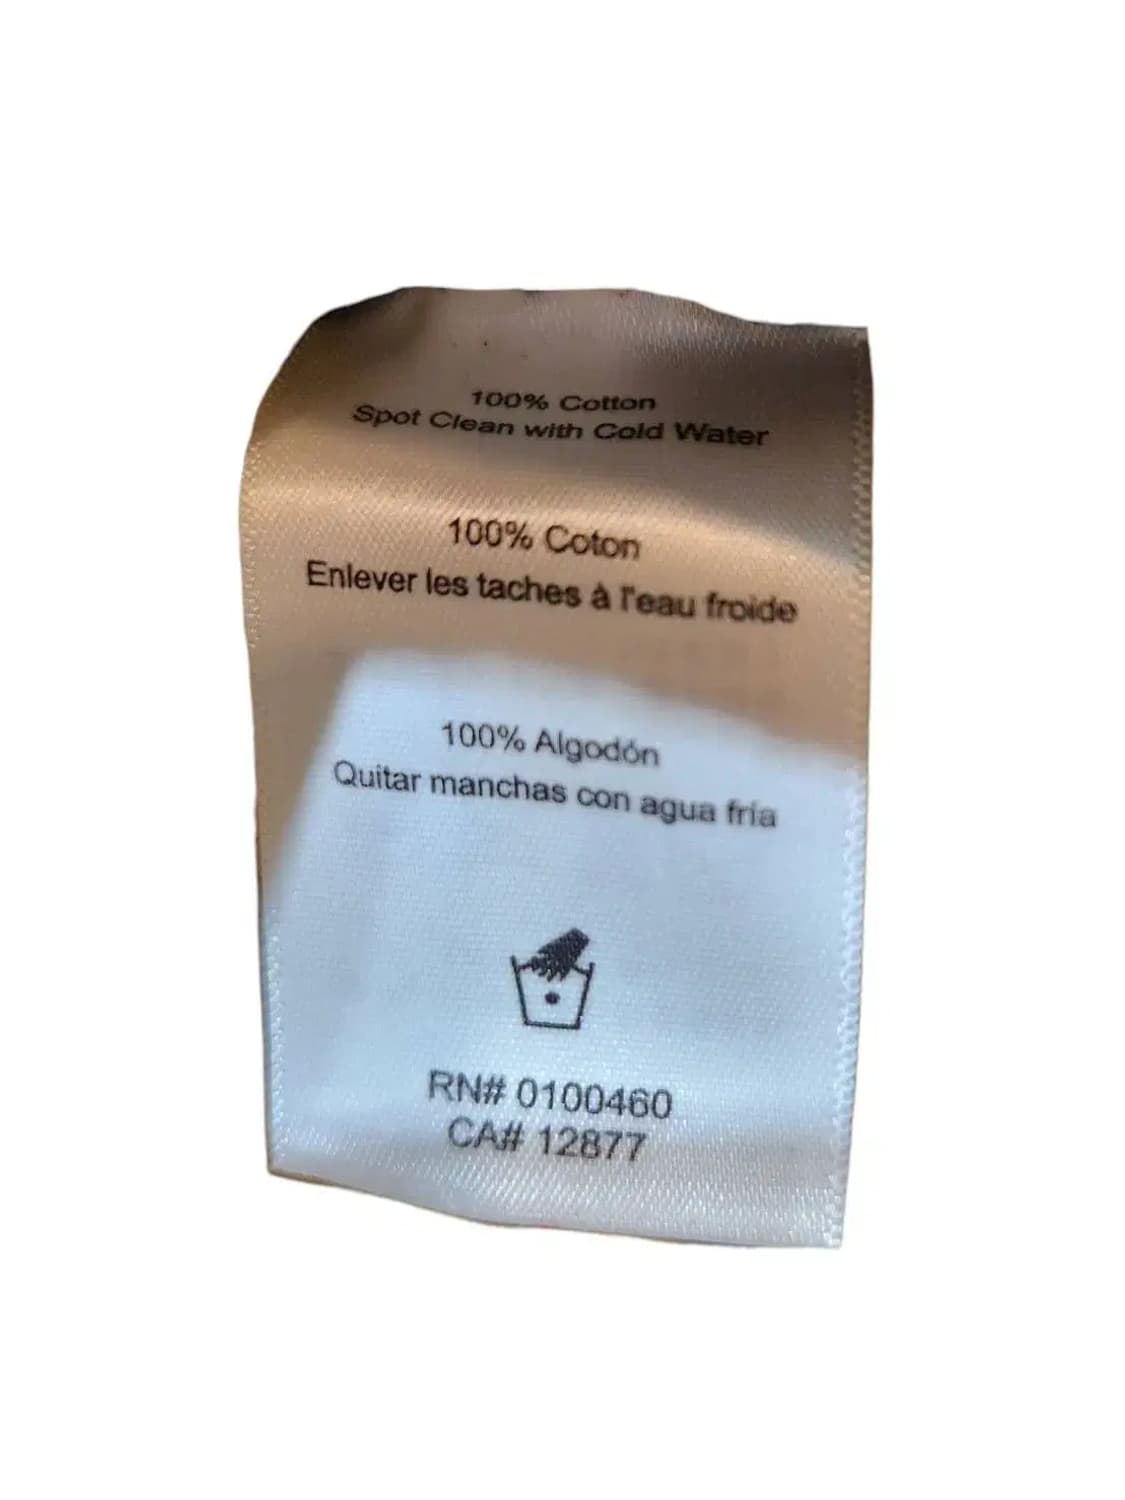 100% Cotton
Spot Clean with Cold Water
100% Coton
Enlever les taches à l'eau froide
100% Algodón
Quitar manchas con agua fría
RN# 0100460
CA# 12877